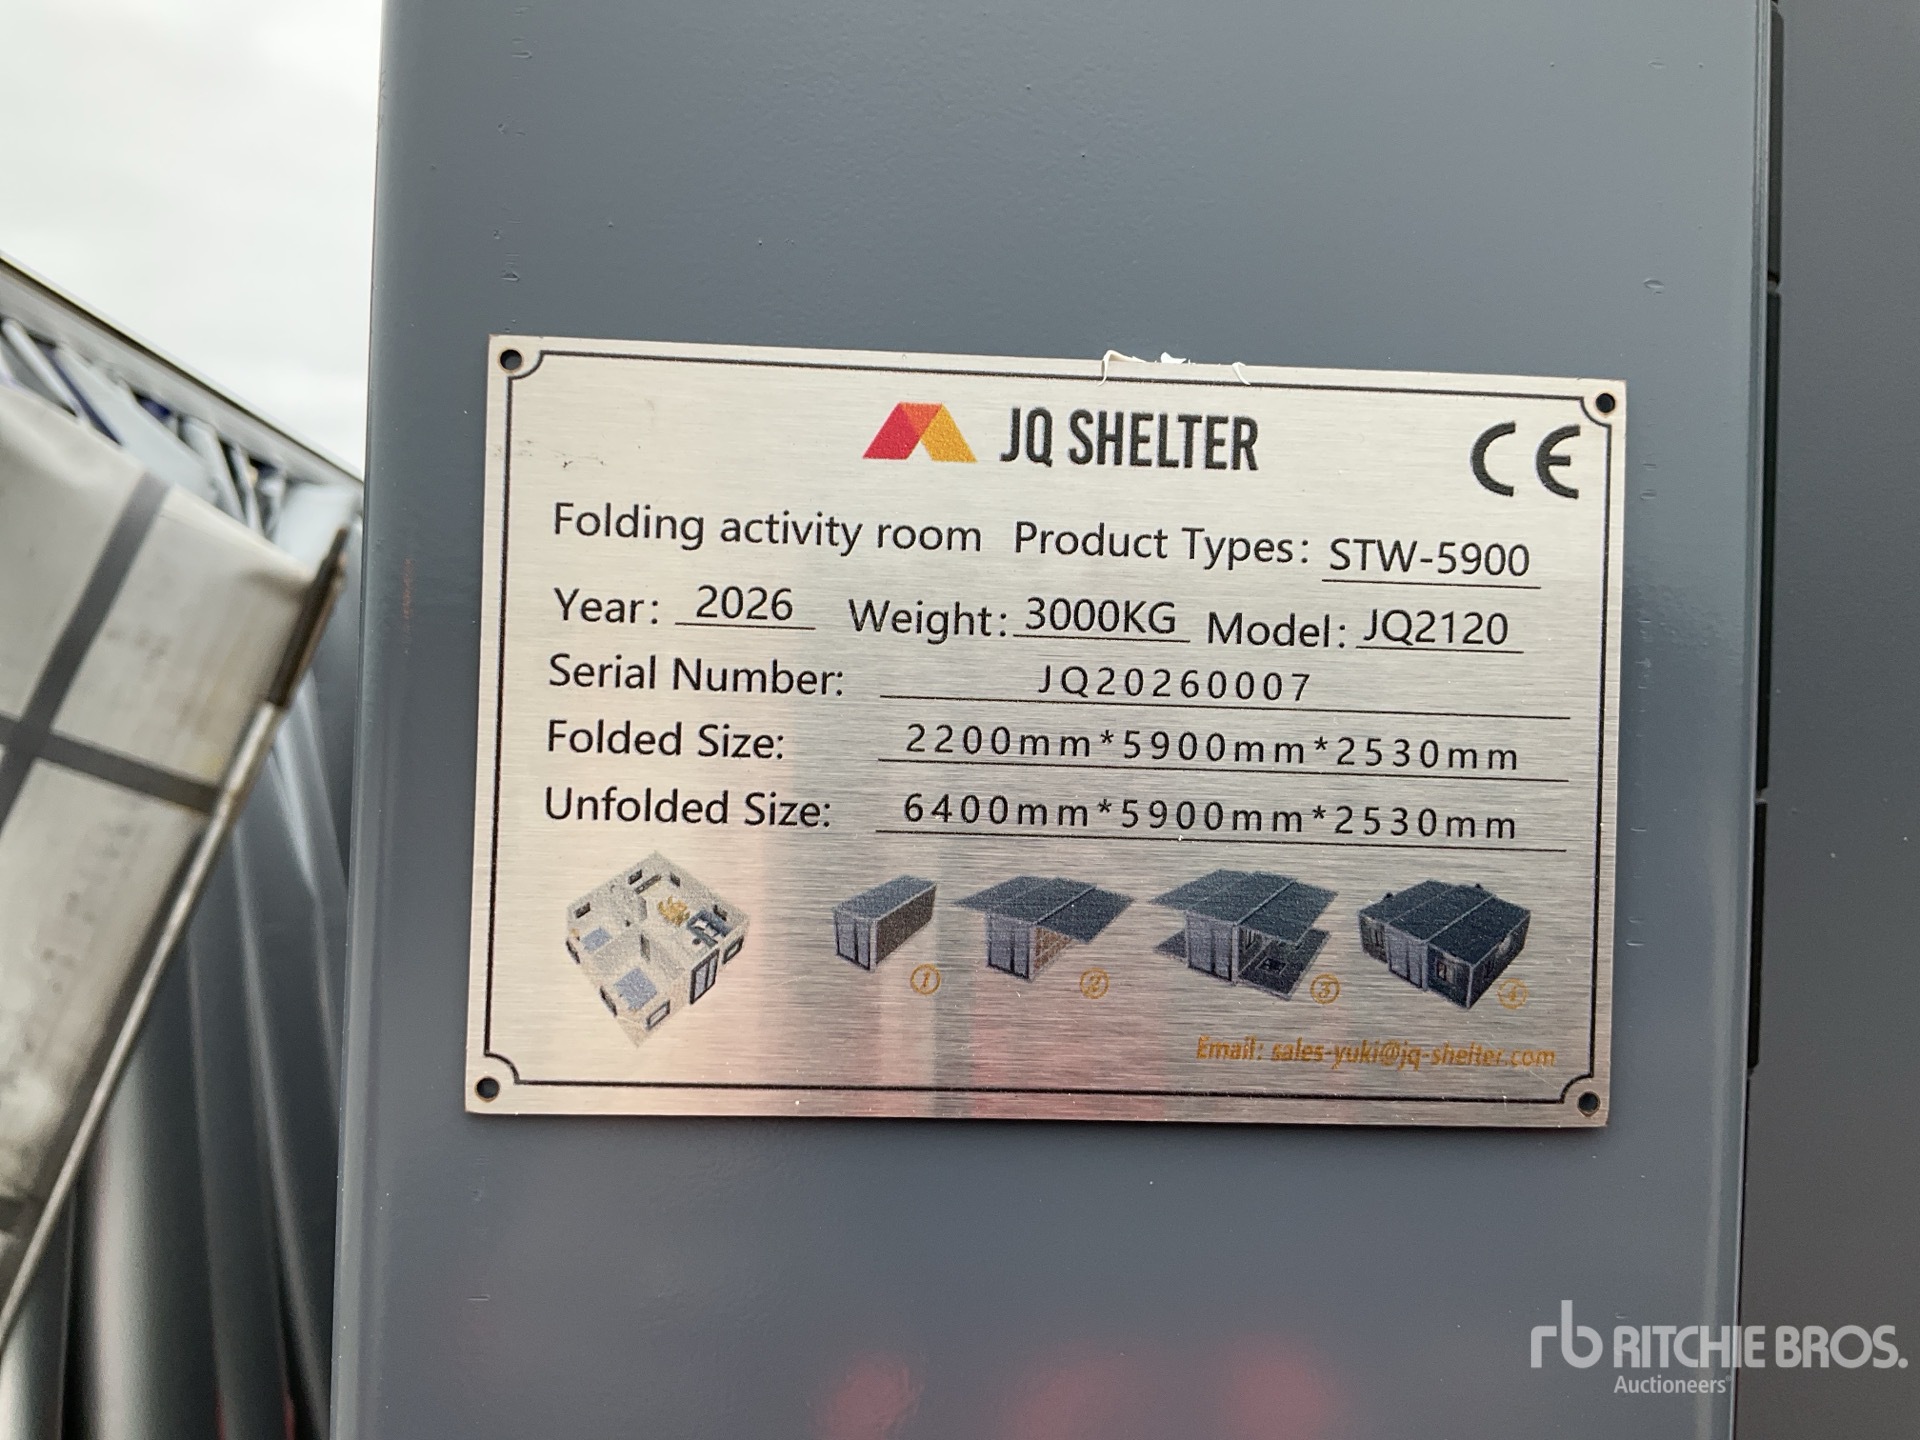 JQ SHELTER
CE
Folding activity room Product Types: STW-5900
Year: 2026 Weight: 3000KG Model: JQ2120
Serial Number: JQ20260007
Folded Size: 2200mm*5900mm*2530mm
Unfolded Size: 6400mm*5900mm*2530mm
① ② ③ ④
Email: sales-yuki@jq-shelter.com
rb RITCHIE BROS.
Auctioneers